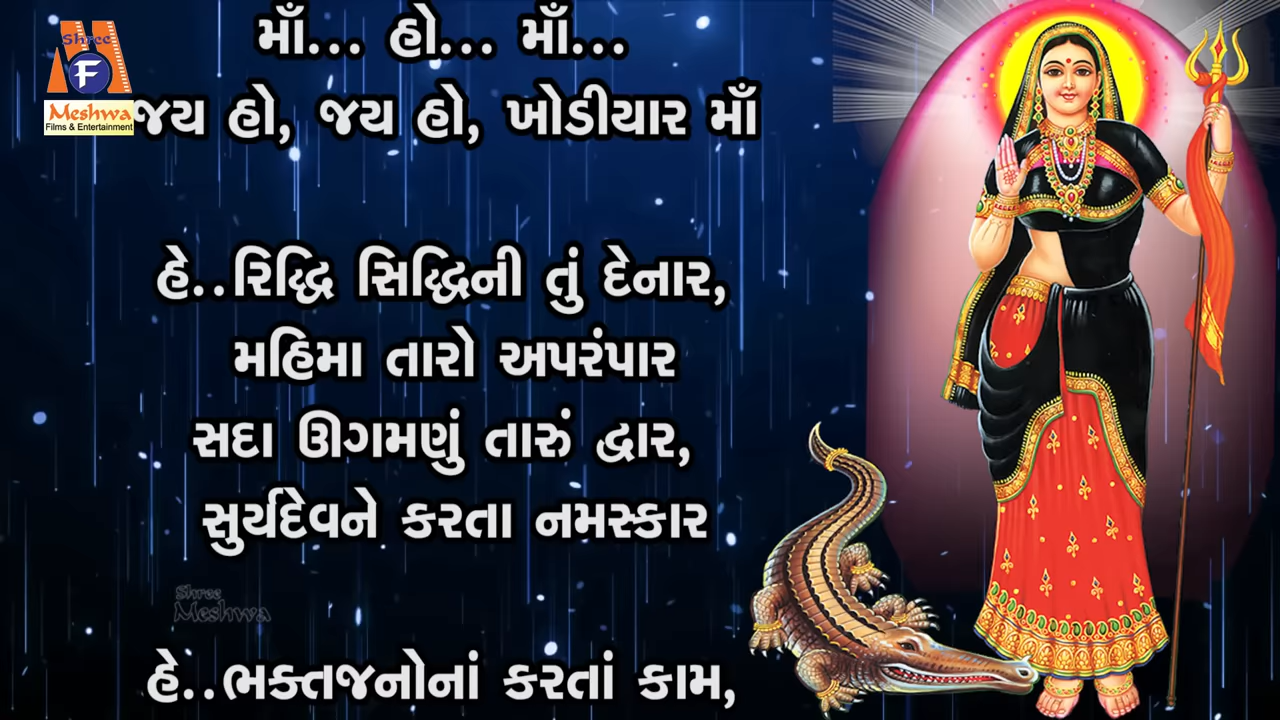 Shree
F
Meshwa
Films & Entertainment
માઁ... હો... માઁ...
જય હો, જય હો, ખોડીયાર માઁ
હે..રિદ્ધિ સિદ્ધિની તું દેનાર,
મહિમા તારો અપરંપાર
સદા ઊગમણું તારું દ્વાર,
સુર્યદેવને કરતા નમસ્કાર
Shree
Meshwa
હે..ભક્તજનોનાં કરતાં કામ,